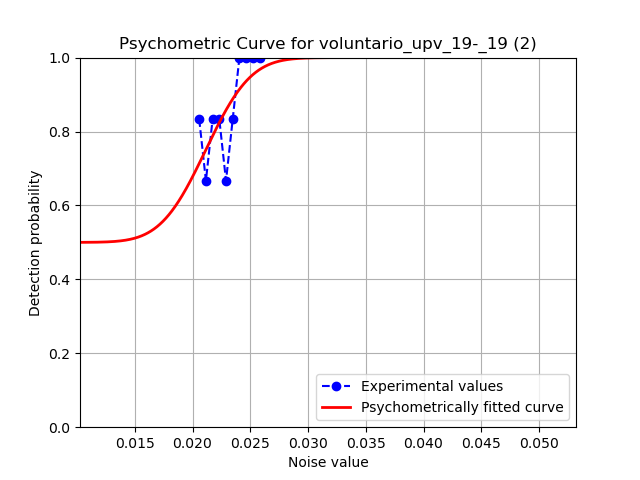 Psychometric Curve for voluntario_upv_19-_19 (2)
1.0
0.8
0.6
0.4
0.2
0.0
Detection probability
0.015 0.020 0.025 0.030 0.035 0.040 0.045 0.050
Noise value
Experimental values
Psychometrically fitted curve